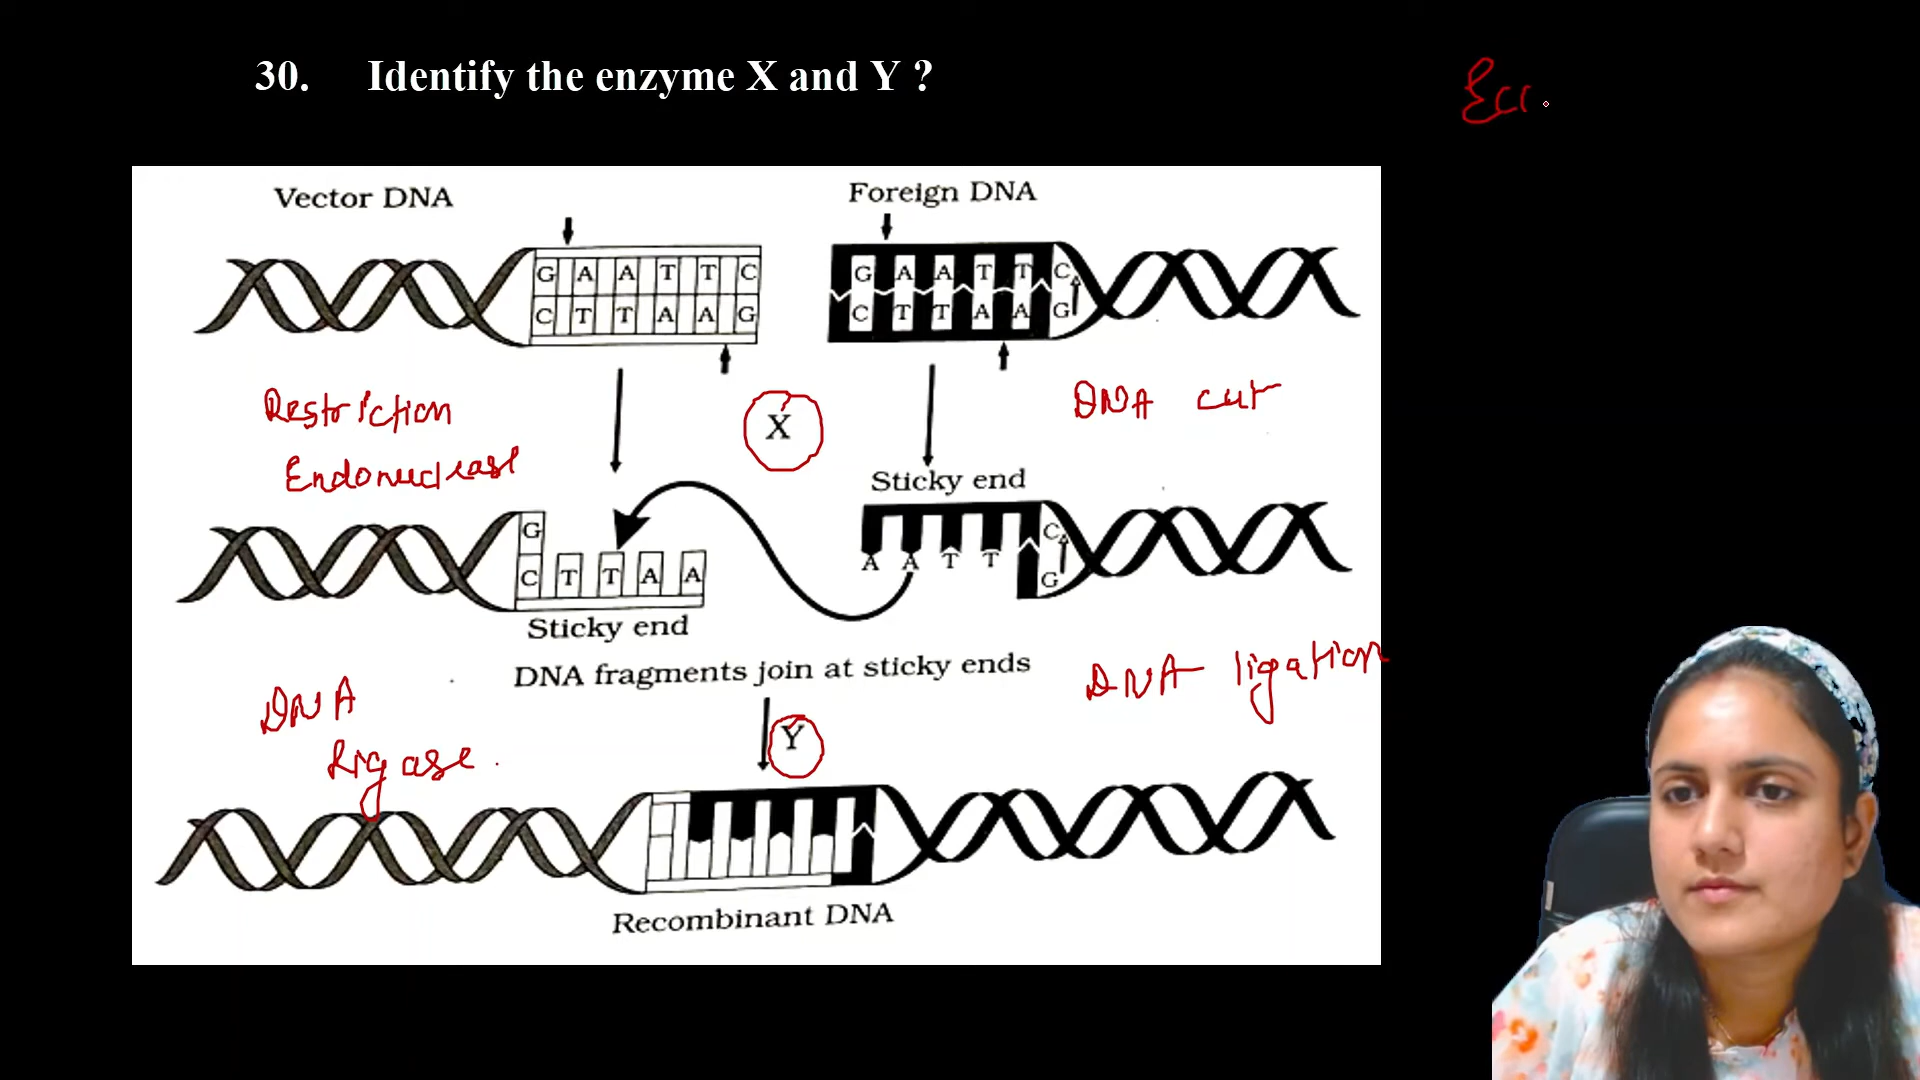 30. Identify the enzyme X and Y ?
Ecc
Vector DNA
Foreign DNA
G A A T T C
G A A T T C
C T T A A G
C T T A A G
Restriction
Endonuclease
X
DNA cut
Sticky end
G
C
C T T A A
A A T T
G
Sticky end
DNA fragments join at sticky ends
DNA ligation
DNA
ligase.
Y
Recombinant DNA